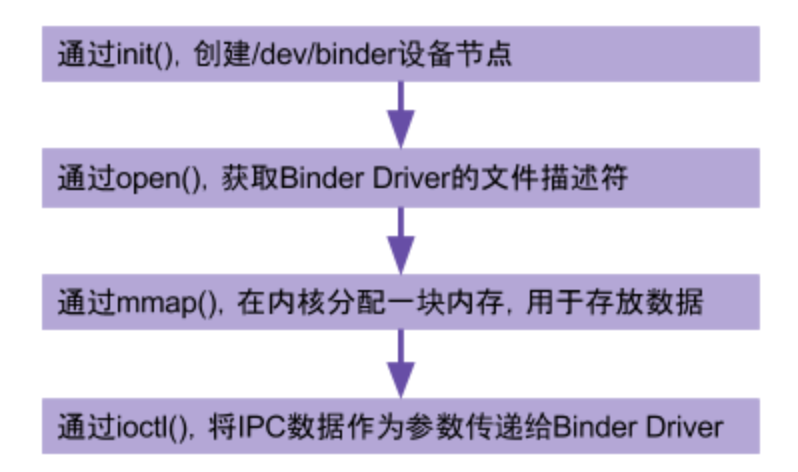 通过init(), 创建/dev/binder设备节点
通过open(), 获取Binder Driver的文件描述符
通过mmap(), 在内核分配一块内存, 用于存放数据
通过ioctl(), 将IPC数据作为参数传递给Binder Driver